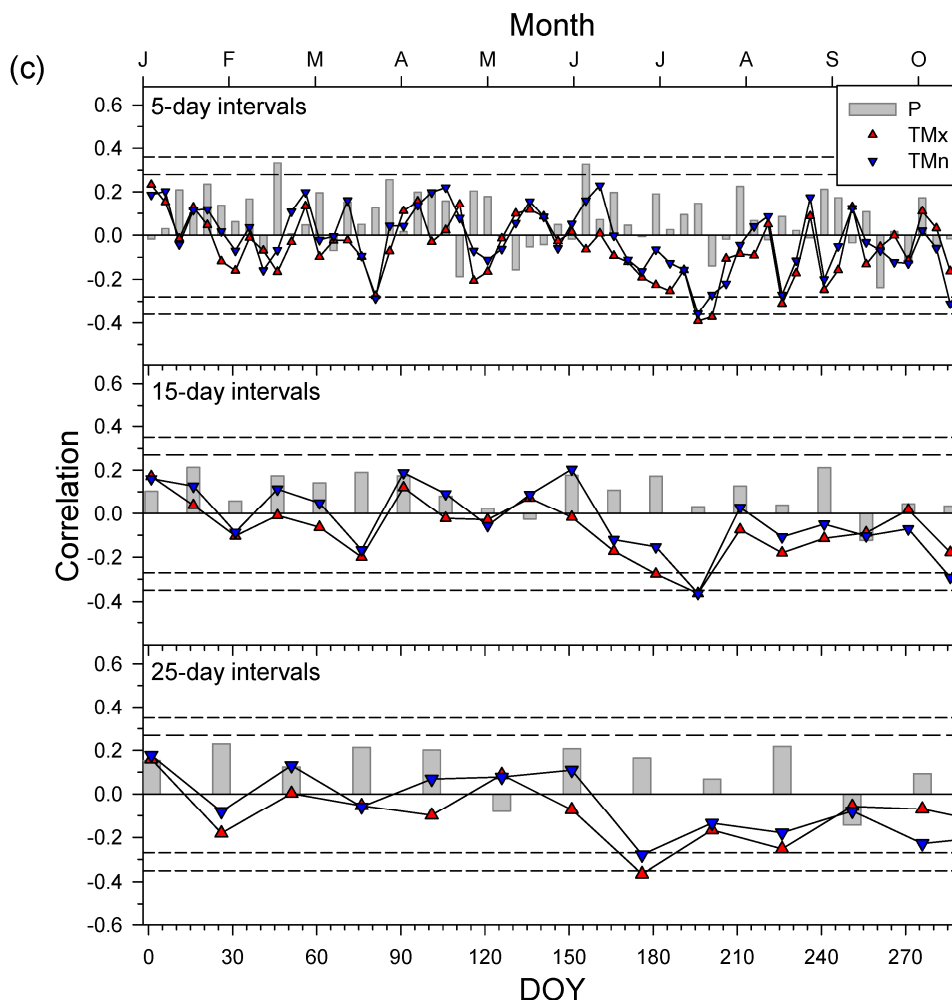 Month
(c)
J F M A M J J A S O
5-day intervals
P
TMx
TMn
0.6
0.4
0.2
0.0
-0.2
-0.4
15-day intervals
0.6
0.4
0.2
0.0
-0.2
-0.4
Correlation
25-day intervals
0.6
0.4
0.2
0.0
-0.2
-0.4
-0.6
0 30 60 90 120 150 180 210 240 270
DOY